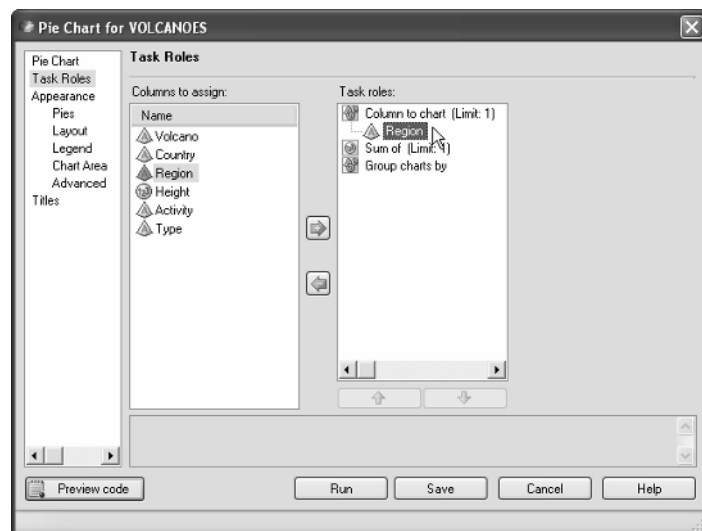 Pie Chart for VOLCANOES
Pie Chart
Task Roles
Appearance
Pies
Layout
Legend
Chart Area
Advanced
Titles
Task Roles
Columns to assign:
Name
Volcano
Country
Region
Height
Activity
Type
Task roles:
Column to chart (Limit: 1)
Region
Sum of (Limit: 1)
Group charts by
Preview code
Run
Save
Cancel
Help